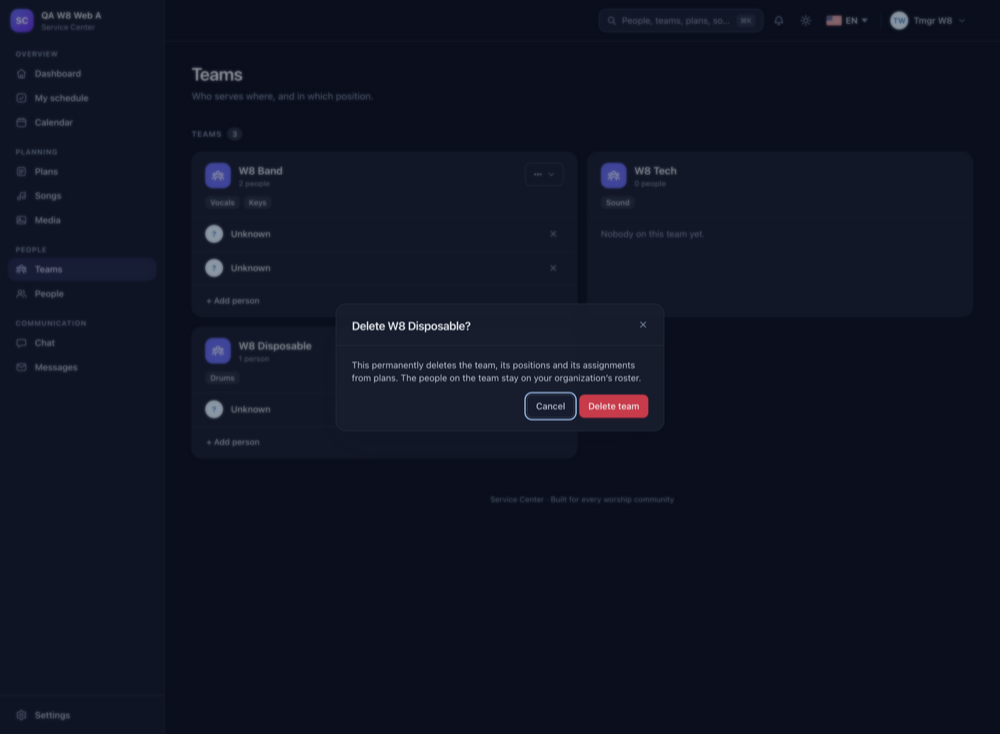 SC
QA W8 Web A
Service Center
OVERVIEW
Dashboard
My schedule
Calendar
PLANNING
Plans
Songs
Media
PEOPLE
Teams
People
COMMUNICATION
Chat
Messages
Settings
People, teams, plans, so...
⌘K
EN
TW
Tmgr W8
Teams
Who serves where, and in which position.
TEAMS 3
W8 Band
2 people
Vocals Keys
? Unknown
? Unknown
+ Add person
W8 Tech
0 people
Sound
Nobody on this team yet.
W8 Disposable
1 person
Drums
? Unknown
+ Add person
Delete W8 Disposable?
This permanently deletes the team, its positions and its assignments
from plans. The people on the team stay on your organization's roster.
Cancel Delete team
Service Center · Built for every worship community